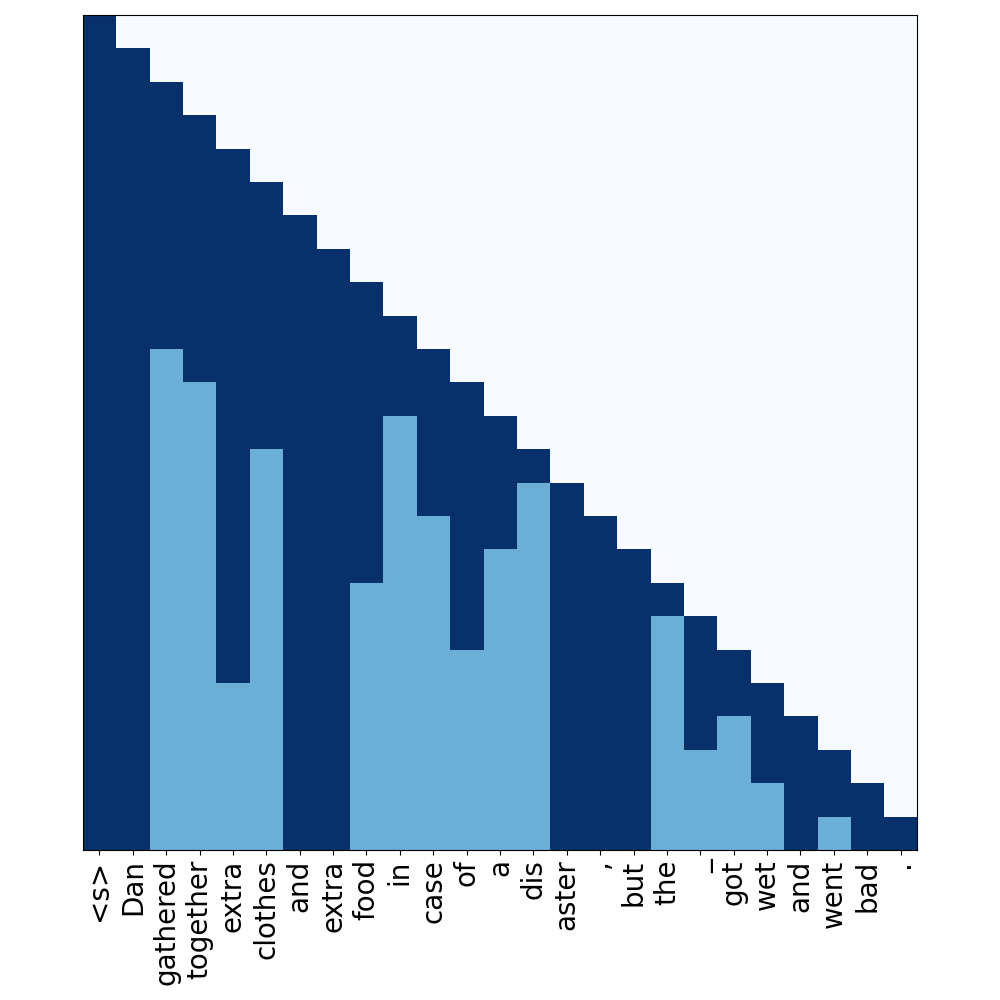 <s> Dan gathered together extra clothes and extra food in case of a dis aster , but the _ got wet and went bad .